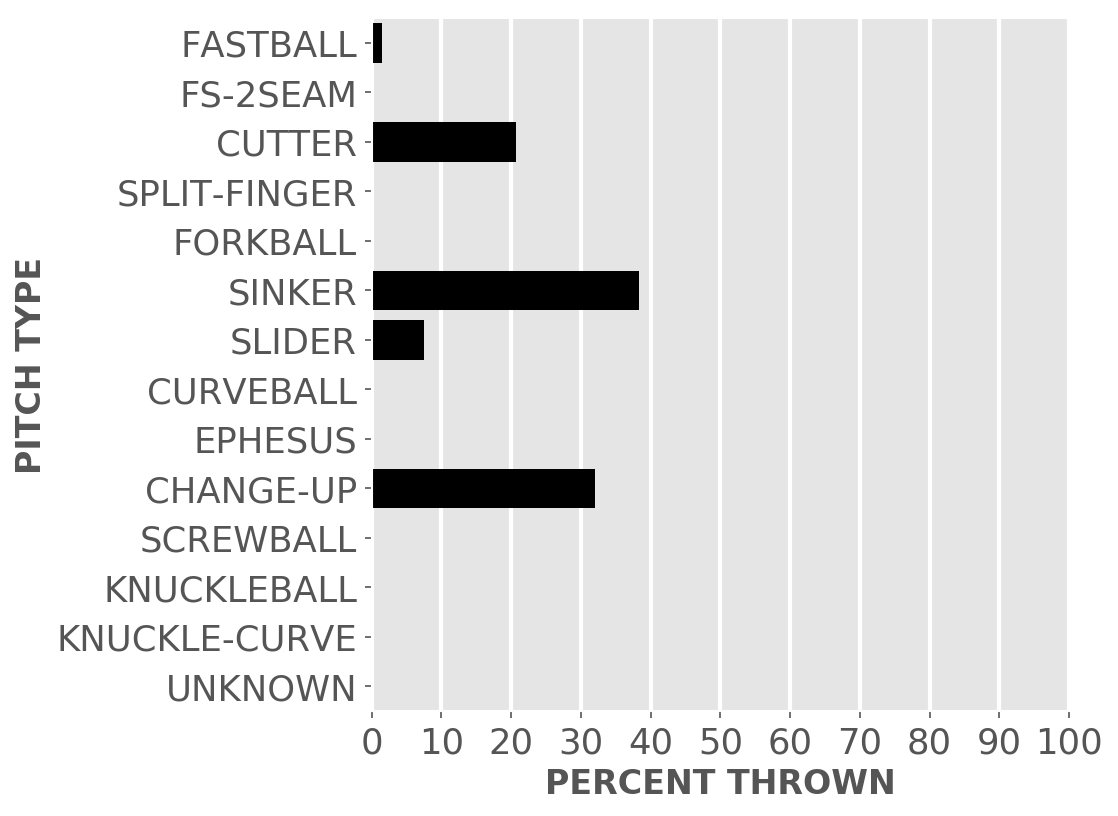 FASTBALL
FS-2SEAM
CUTTER
SPLIT-FINGER
FORKBALL
SINKER
SLIDER
CURVEBALL
EPHESUS
CHANGE-UP
SCREWBALL
KNUCKLEBALL
KNUCKLE-CURVE
UNKNOWN
PITCH TYPE
0 10 20 30 40 50 60 70 80 90 100
PERCENT THROWN